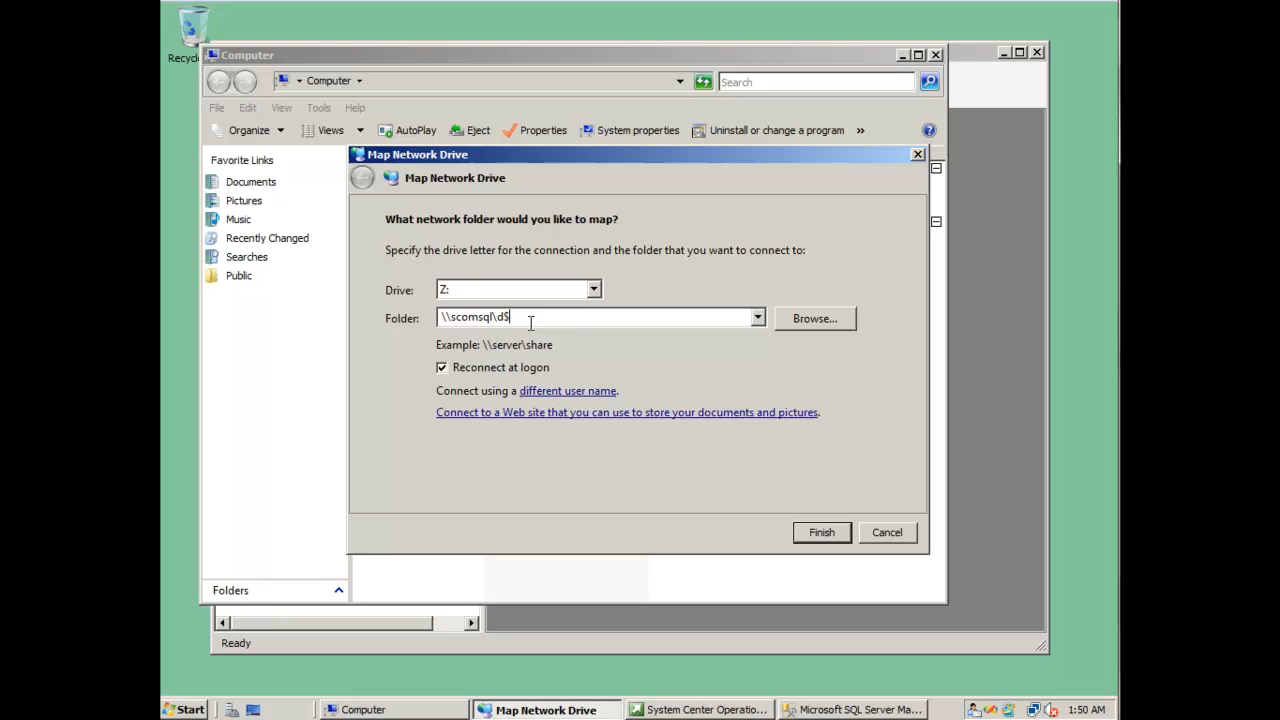 Recycl
Computer
Computer
Search
File Edit View Tools Help
Organize Views AutoPlay Eject Properties System properties Uninstall or change a program »
Favorite Links
Documents
Pictures
Music
Recently Changed
Searches
Public
Folders
Map Network Drive
Map Network Drive
What network folder would you like to map?
Specify the drive letter for the connection and the folder that you want to connect to:
Drive: Z:
Folder: \\scomsql\d$ Browse...
Example: \\server\share
Reconnect at logon
Connect using a different user name.
Connect to a Web site that you can use to store your documents and pictures.
Finish Cancel
Ready
Start Computer Map Network Drive System Center Operatio... Microsoft SQL Server Ma... 1:50 AM